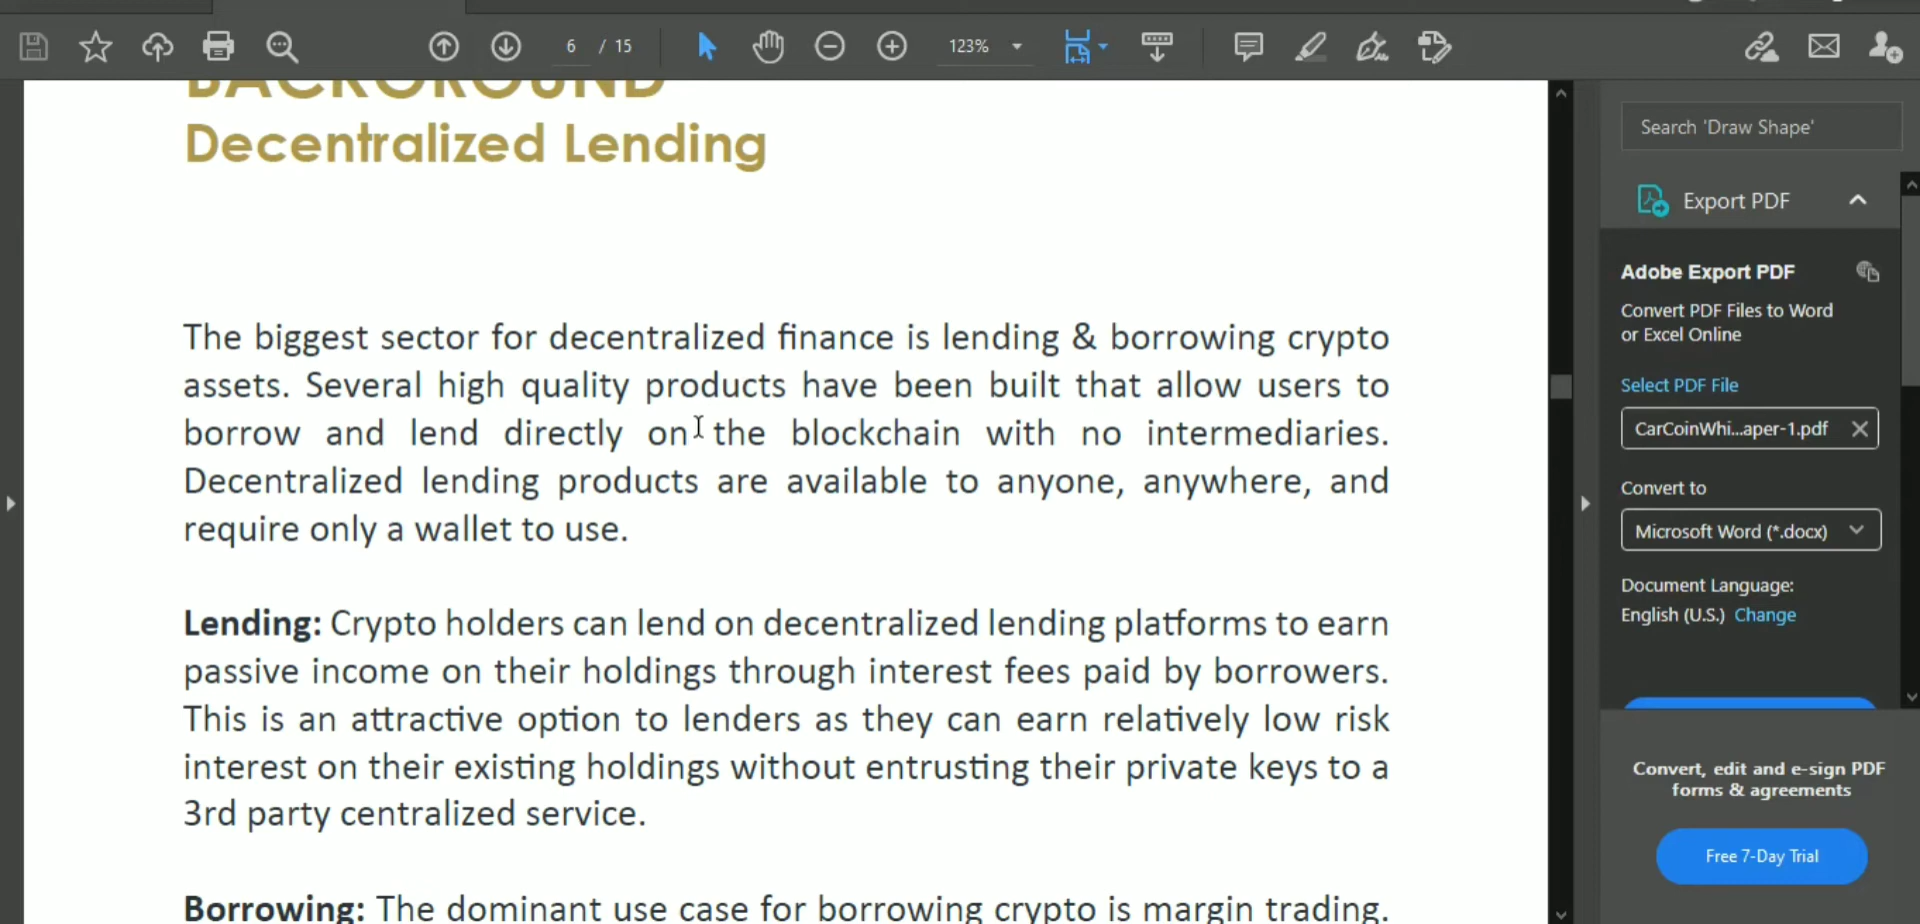 6 / 15
123%
BACKGROUND
Decentralized Lending
The biggest sector for decentralized finance is lending & borrowing crypto
assets. Several high quality products have been built that allow users to
borrow and lend directly on the blockchain with no intermediaries.
Decentralized lending products are available to anyone, anywhere, and
require only a wallet to use.
Lending: Crypto holders can lend on decentralized lending platforms to earn
passive income on their holdings through interest fees paid by borrowers.
This is an attractive option to lenders as they can earn relatively low risk
interest on their existing holdings without entrusting their private keys to a
3rd party centralized service.
Borrowing: The dominant use case for borrowing crypto is margin trading.
Search 'Draw Shape'
Export PDF
Adobe Export PDF
Convert PDF Files to Word
or Excel Online
Select PDF File
CarCoinWhi...aper-1.pdf
Convert to
Microsoft Word (*.docx)
Document Language:
English (U.S.) Change
Convert, edit and e-sign PDF
forms & agreements
Free 7-Day Trial